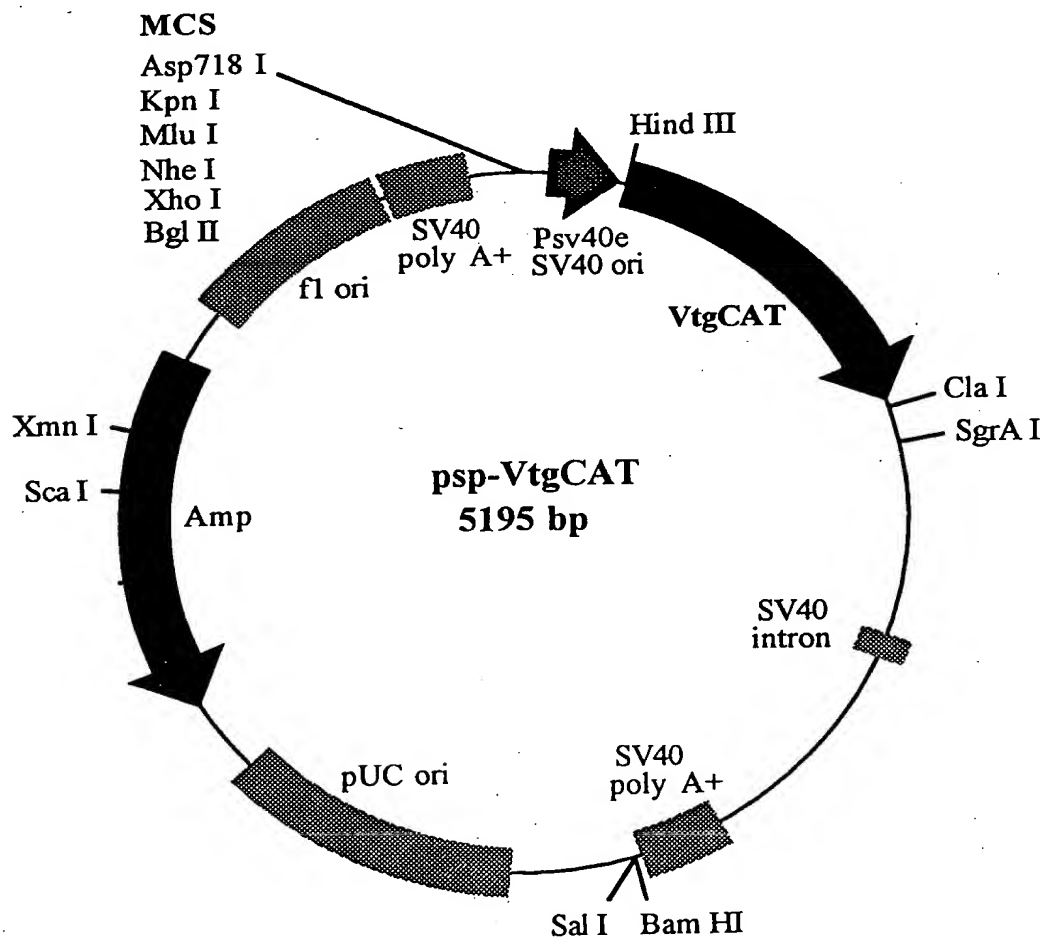 MCS
Asp718 I
Kpn I
Mlu I
Nhe I
Xho I
Bgl II
Hind III
SV40
poly A+
Psv40e
SV40 ori
f1 ori
VtgCAT
Cla I
SgrA I
Xmn I
Sca I
Amp
psp-VtgCAT
5195 bp
SV40
intron
SV40
poly A+
pUC ori
Sal I
Bam HI